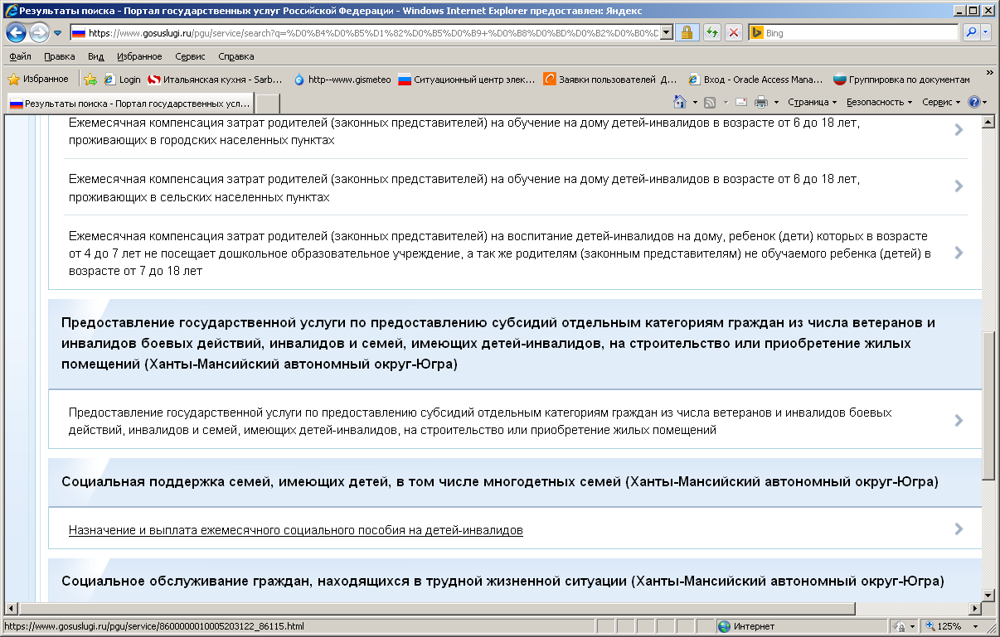 Результаты поиска - Портал государственных услуг Российской Федерации - Windows Internet Explorer предоставлен: Яндекс
https://www.gosuslugi.ru/pgu/service/search?q=%D0%B4%D0%B5%D1%82%D0%B5%D0%B9+%D0%B8%D0%BD%D0%B2%D0%B0%D
Bing
Файл Правка Вид Избранное Сервис Справка
Избранное Login Итальянская кухня - Sarb... http--www.gismeteo Ситуационный центр элек... Заявки пользователей Д... Вход - Oracle Access Mana... Группировка по документам
Результаты поиска - Портал государственных усл... Страница Безопасность Сервис
Ежемесячная компенсация затрат родителей (законных представителей) на обучение на дому детей-инвалидов в возрасте от 6 до 18 лет,
проживающих в городских населенных пунктах
Ежемесячная компенсация затрат родителей (законных представителей) на обучение на дому детей-инвалидов в возрасте от 6 до 18 лет,
проживающих в сельских населенных пунктах
Ежемесячная компенсация затрат родителей (законных представителей) на воспитание детей-инвалидов на дому, ребенок (дети) которых в возрасте
от 4 до 7 лет не посещает дошкольное образовательное учреждение, а так же родителям (законным представителям) не обучаемого ребенка (детей) в
возрасте от 7 до 18 лет
Предоставление государственной услуги по предоставлению субсидий отдельным категориям граждан из числа ветеранов и
инвалидов боевых действий, инвалидов и семей, имеющих детей-инвалидов, на строительство или приобретение жилых
помещений (Ханты-Мансийский автономный округ-Югра)
Предоставление государственной услуги по предоставлению субсидий отдельным категориям граждан из числа ветеранов и инвалидов боевых
действий, инвалидов и семей, имеющих детей-инвалидов, на строительство или приобретение жилых помещений
Социальная поддержка семей, имеющих детей, в том числе многодетных семей (Ханты-Мансийский автономный округ-Югра)
Назначение и выплата ежемесячного социального пособия на детей-инвалидов
Социальное обслуживание граждан, находящихся в трудной жизненной ситуации (Ханты-Мансийский автономный округ-Югра)
https://www.gosuslugi.ru/pgu/service/8600000010005203122_86115.html Интернет 125%